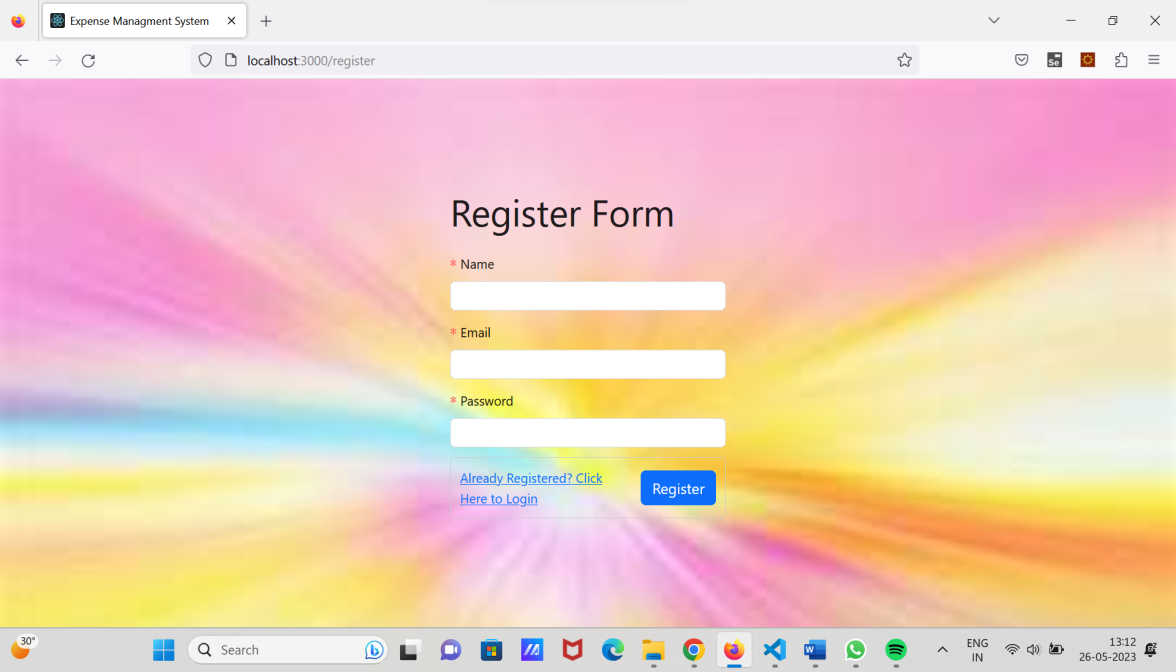 Expense Managment System
localhost:3000/register
Se
Register Form
* Name
* Email
* Password
Already Registered? Click
Here to Login
Register
30°
Search
ENG
IN
13:12
26-05-2023